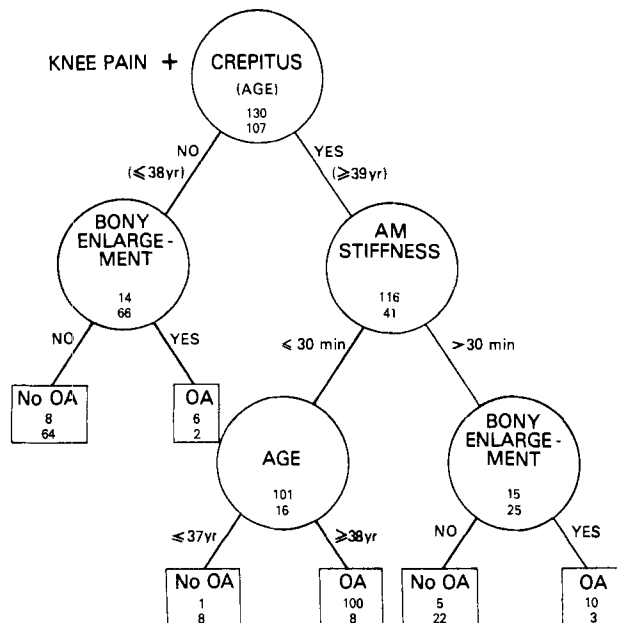 KNEE PAIN +
CREPITUS
(AGE)
130
107
NO
(≤38yr)
YES
(≥39yr)
BONY
ENLARGE-
MENT
14
66
AM
STIFFNESS
116
41
NO
YES
≤ 30 min
>30 min
No OA
8
64
OA
6
2
AGE
101
16
BONY
ENLARGE-
MENT
15
25
≤37yr
≥38yr
NO
YES
No OA
1
8
OA
100
8
No OA
5
22
OA
10
3